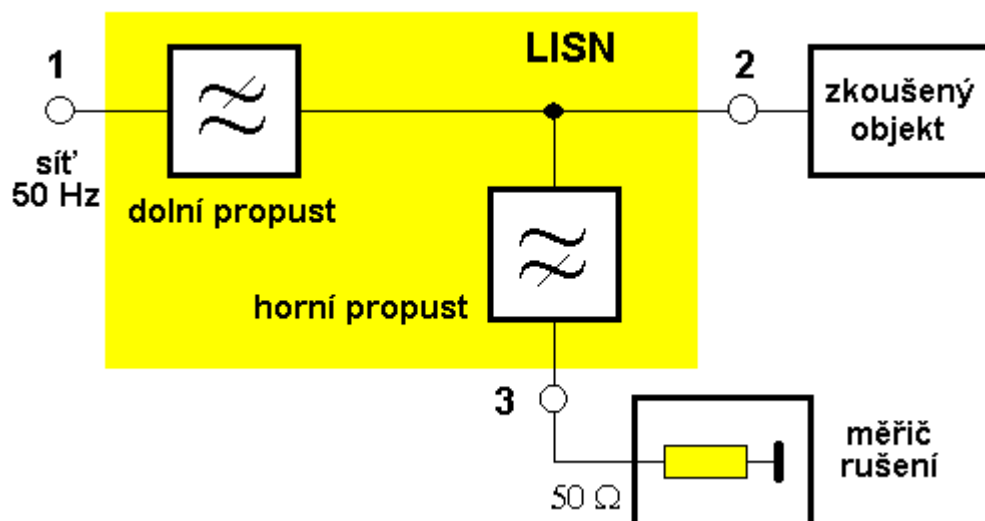 LISN
1
2
síť
50 Hz
dolní propust
zkoušený
objekt
horní propust
3
50 Ω
měřič
rušení